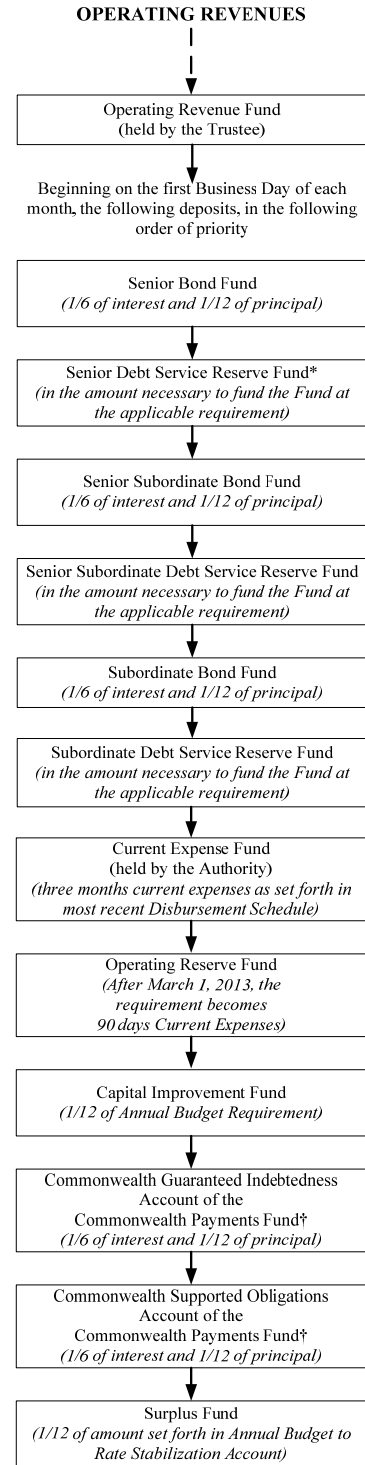 OPERATING REVENUES
Operating Revenue Fund
(held by the Trustee)
Beginning on the first Business Day of each
month, the following deposits, in the following
order of priority
Senior Bond Fund
(1/6 of interest and 1/12 of principal)
Senior Debt Service Reserve Fund*
(in the amount necessary to fund the Fund at
the applicable requirement)
Senior Subordinate Bond Fund
(1/6 of interest and 1/12 of principal)
Senior Subordinate Debt Service Reserve Fund
(in the amount necessary to fund the Fund at
the applicable requirement)
Subordinate Bond Fund
(1/6 of interest and 1/12 of principal)
Subordinate Debt Service Reserve Fund
(in the amount necessary to fund the Fund at
the applicable requirement)
Current Expense Fund
(held by the Authority)
(three months current expenses as set forth in
most recent Disbursement Schedule)
Operating Reserve Fund
(After March 1, 2013, the
requirement becomes
90 days Current Expenses)
Capital Improvement Fund
(1/12 of Annual Budget Requirement)
Commonwealth Guaranteed Indebtedness
Account of the
Commonwealth Payments Fund†
(1/6 of interest and 1/12 of principal)
Commonwealth Supported Obligations
Account of the
Commonwealth Payments Fund†
(1/6 of interest and 1/12 of principal)
Surplus Fund
(1/12 of amount set forth in Annual Budget to
Rate Stabilization Account)